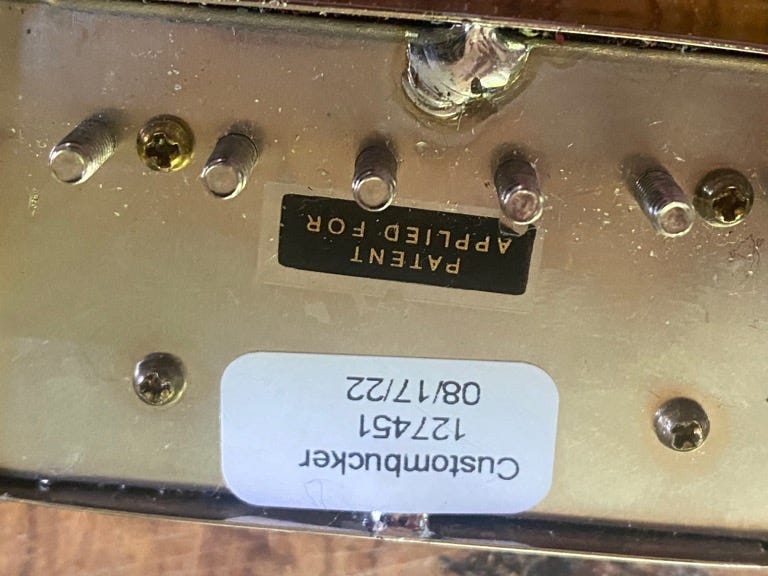 PATENT
APPLIED FOR
Custombucker
127451
08/17/22